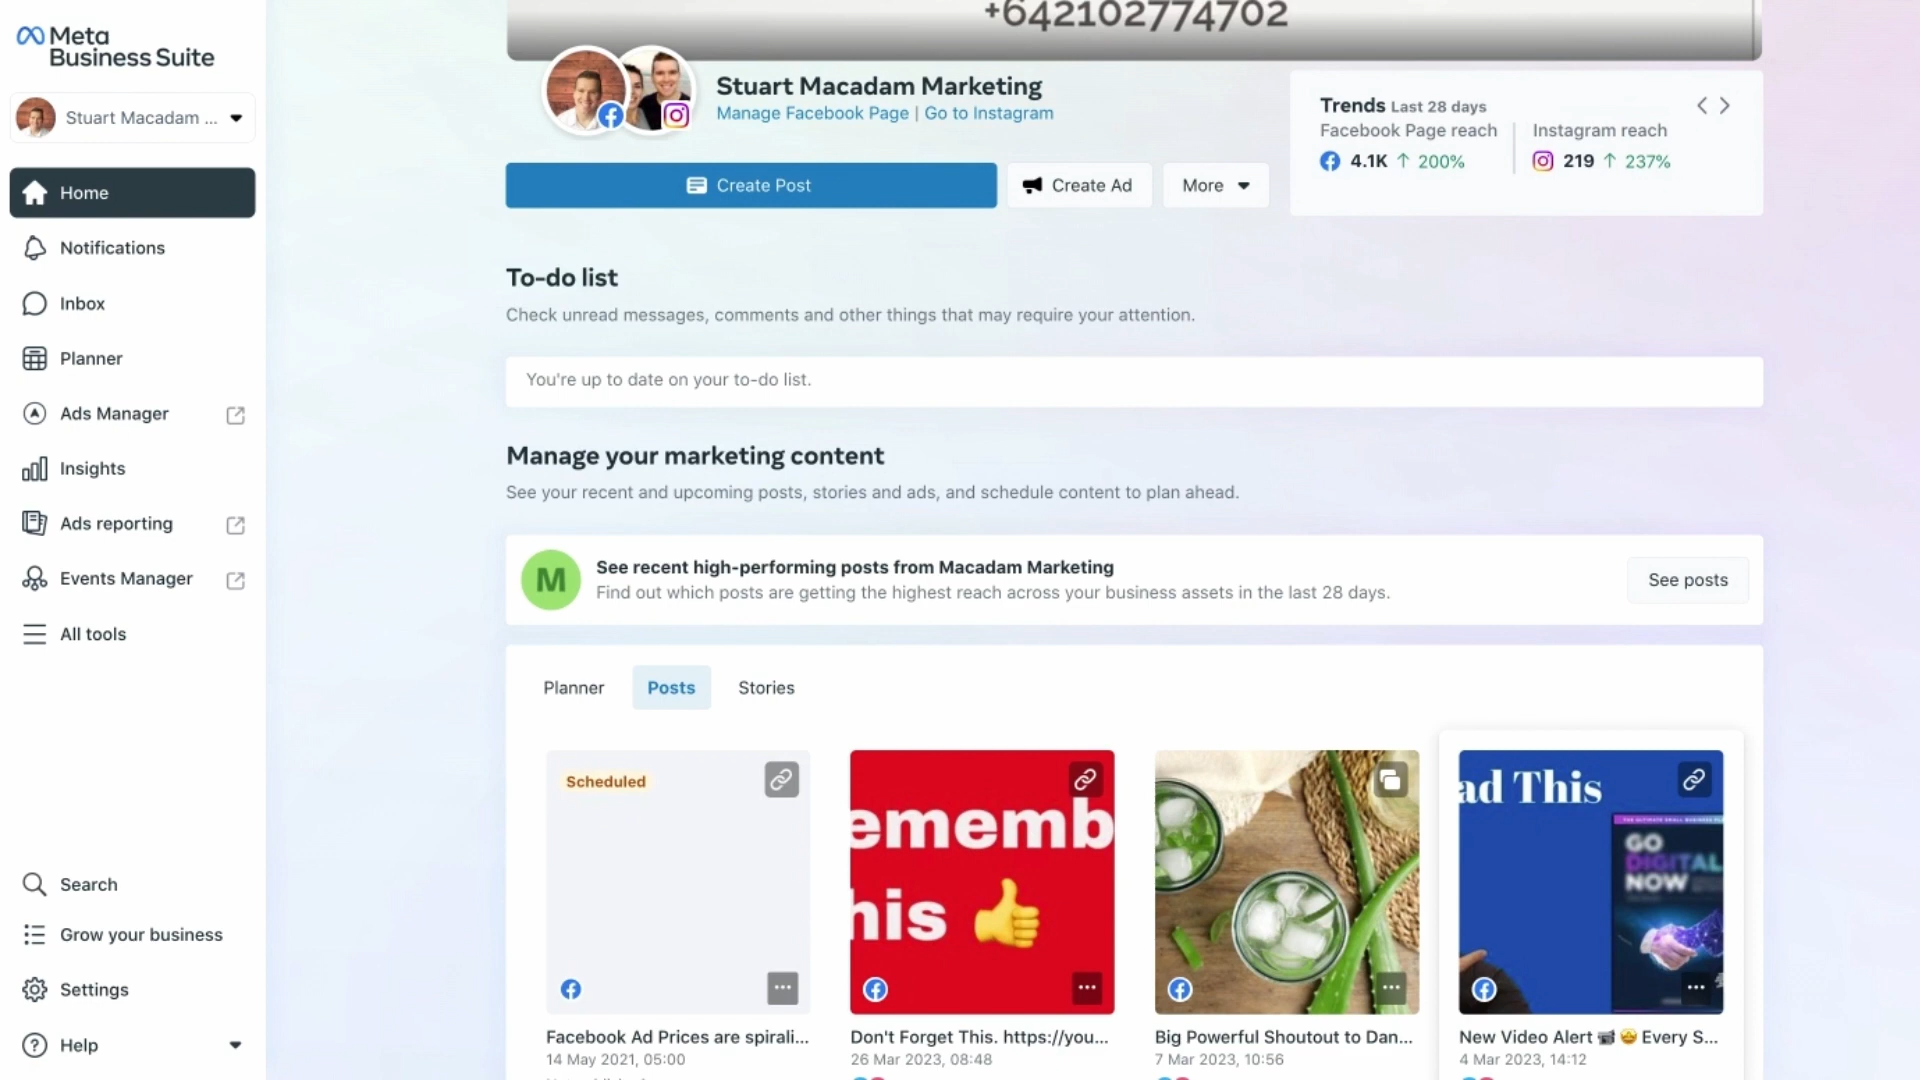 +642102774702
Meta
Business Suite
Stuart Macadam ...
Home
Notifications
Inbox
Planner
Ads Manager
Insights
Ads reporting
Events Manager
All tools
Search
Grow your business
Settings
Help
Stuart Macadam Marketing
Manage Facebook Page | Go to Instagram
Create Post
Create Ad
More
Trends Last 28 days
Facebook Page reach
4.1K ↑ 200%
Instagram reach
219 ↑ 237%
To-do list
Check unread messages, comments and other things that may require your attention.
You're up to date on your to-do list.
Manage your marketing content
See your recent and upcoming posts, stories and ads, and schedule content to plan ahead.
M
See recent high-performing posts from Macadam Marketing
Find out which posts are getting the highest reach across your business assets in the last 28 days.
See posts
Planner
Posts
Stories
Scheduled
Facebook Ad Prices are spirali...
14 May 2021, 05:00
ememb
his 👍
Don't Forget This. https://you...
26 Mar 2023, 08:48
Big Powerful Shoutout to Dan...
7 Mar 2023, 10:56
ad This
GO
DIGITAL
NOW
New Video Alert 📹 🤩 Every S...
4 Mar 2023, 14:12